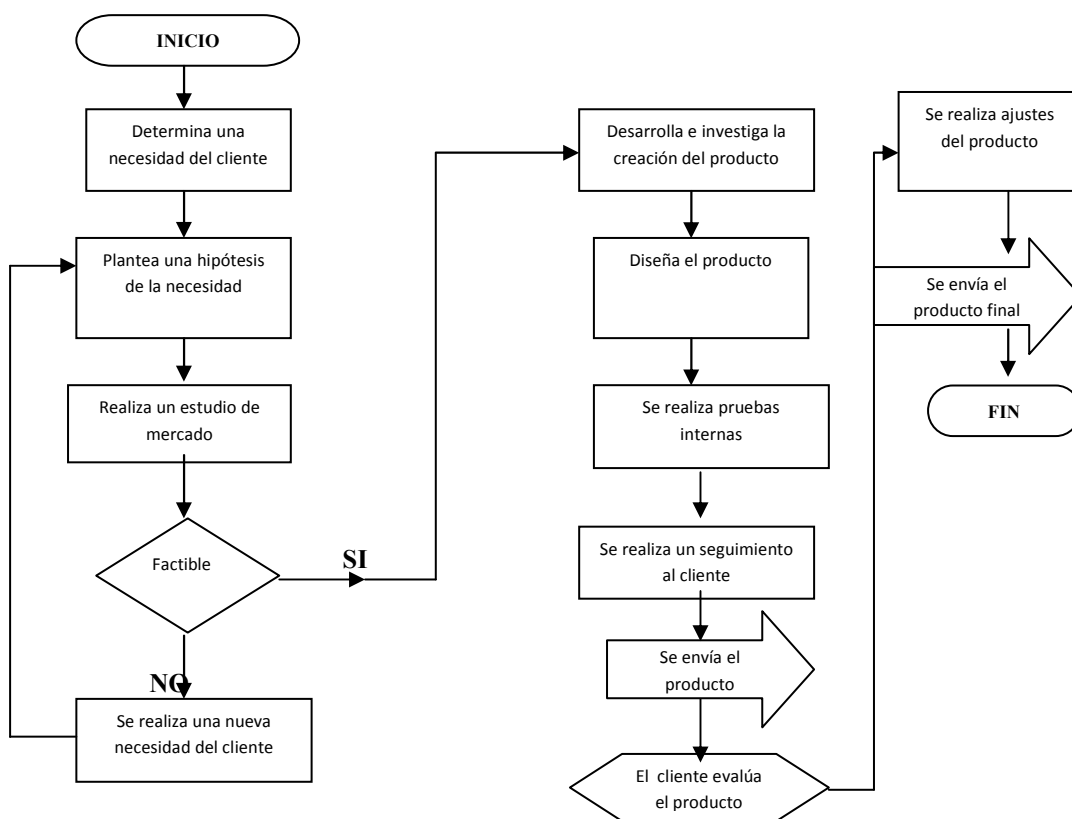 INICIO
Determina una
necesidad del cliente
Plantea una hipótesis
de la necesidad
Realiza un estudio de
mercado
Factible
SI
NO
Se realiza una nueva
necesidad del cliente
Desarrolla e investiga la
creación del producto
Diseña el producto
Se realiza pruebas
internas
Se realiza un seguimiento
al cliente
Se envía el
producto
El cliente evalúa
el producto
Se realiza ajustes
del producto
Se envía el
producto final
FIN